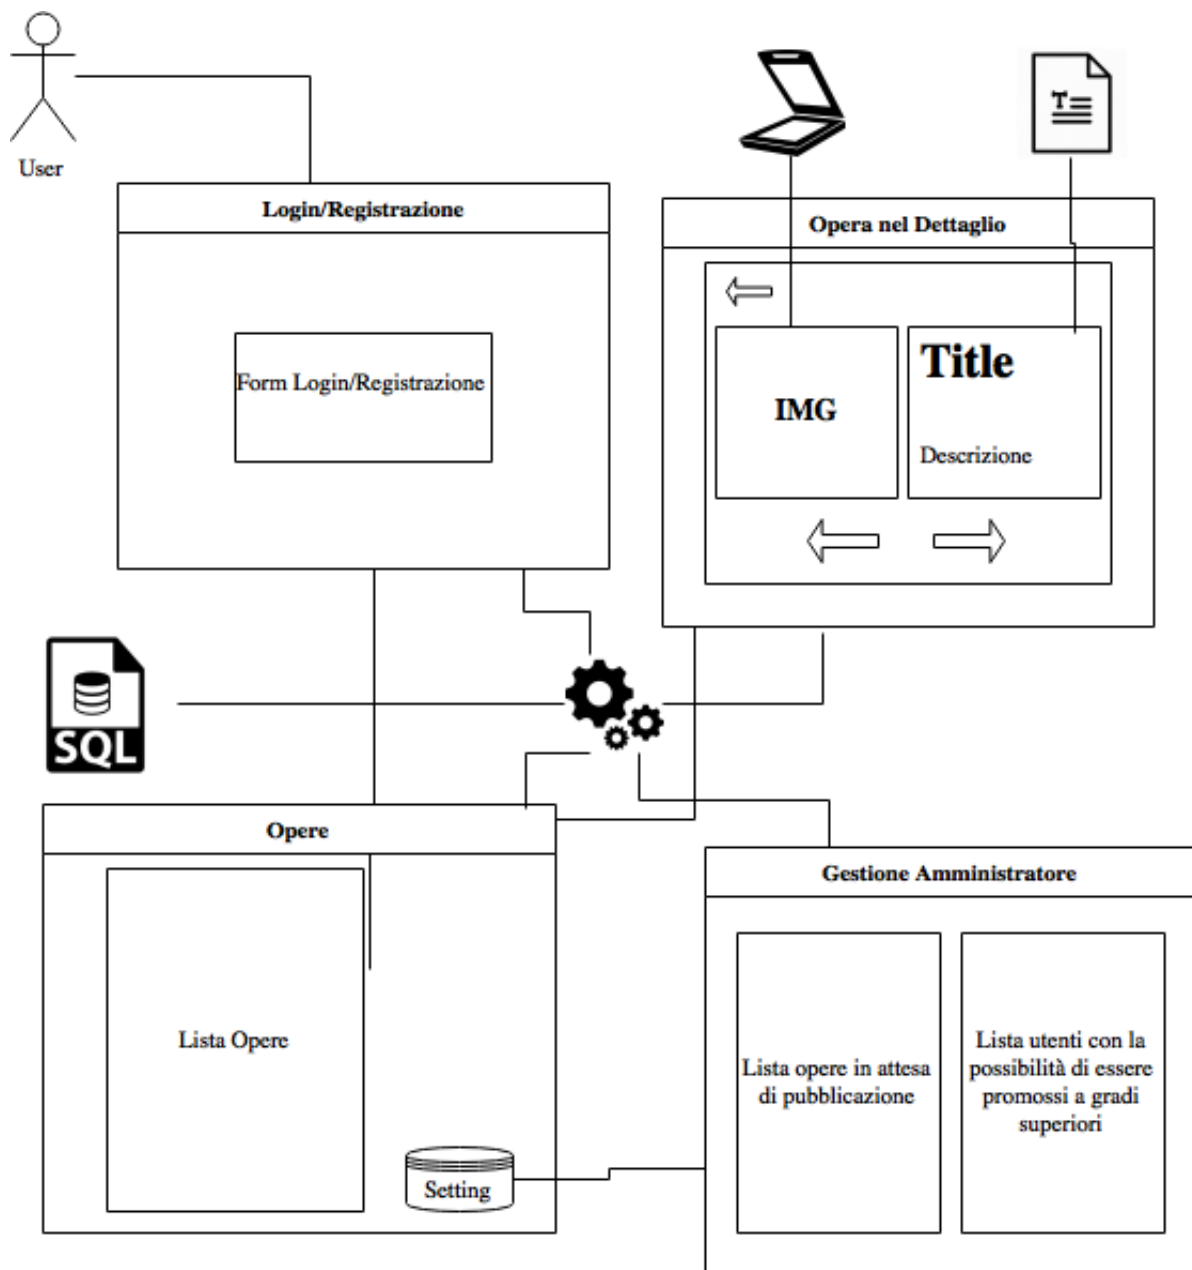 User
Login/Registrazione
Form Login/Registrazione
T
Opera nel Dettaglio
IMG
Title
Descrizione
SQL
Opere
Lista Opere
Setting
Gestione Amministratore
Lista opere in attesa
di pubblicazione
Lista utenti con la
possibilità di essere
promossi a gradi
superiori